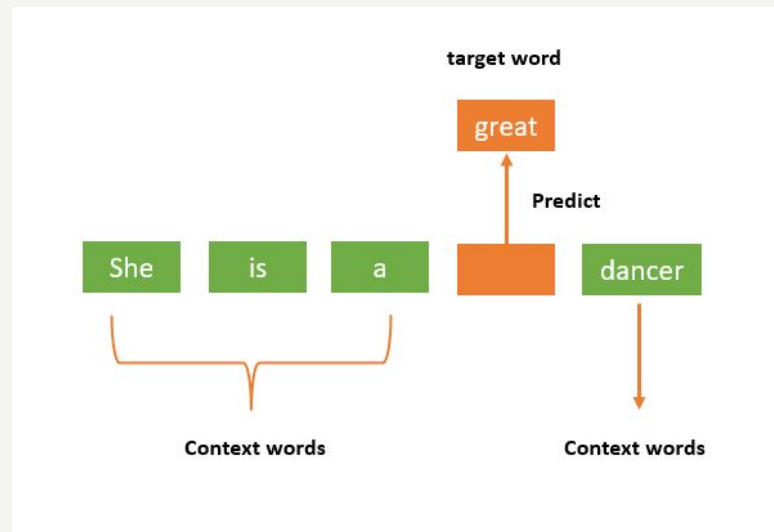 target word
great
Predict
She is a dancer
Context words Context words